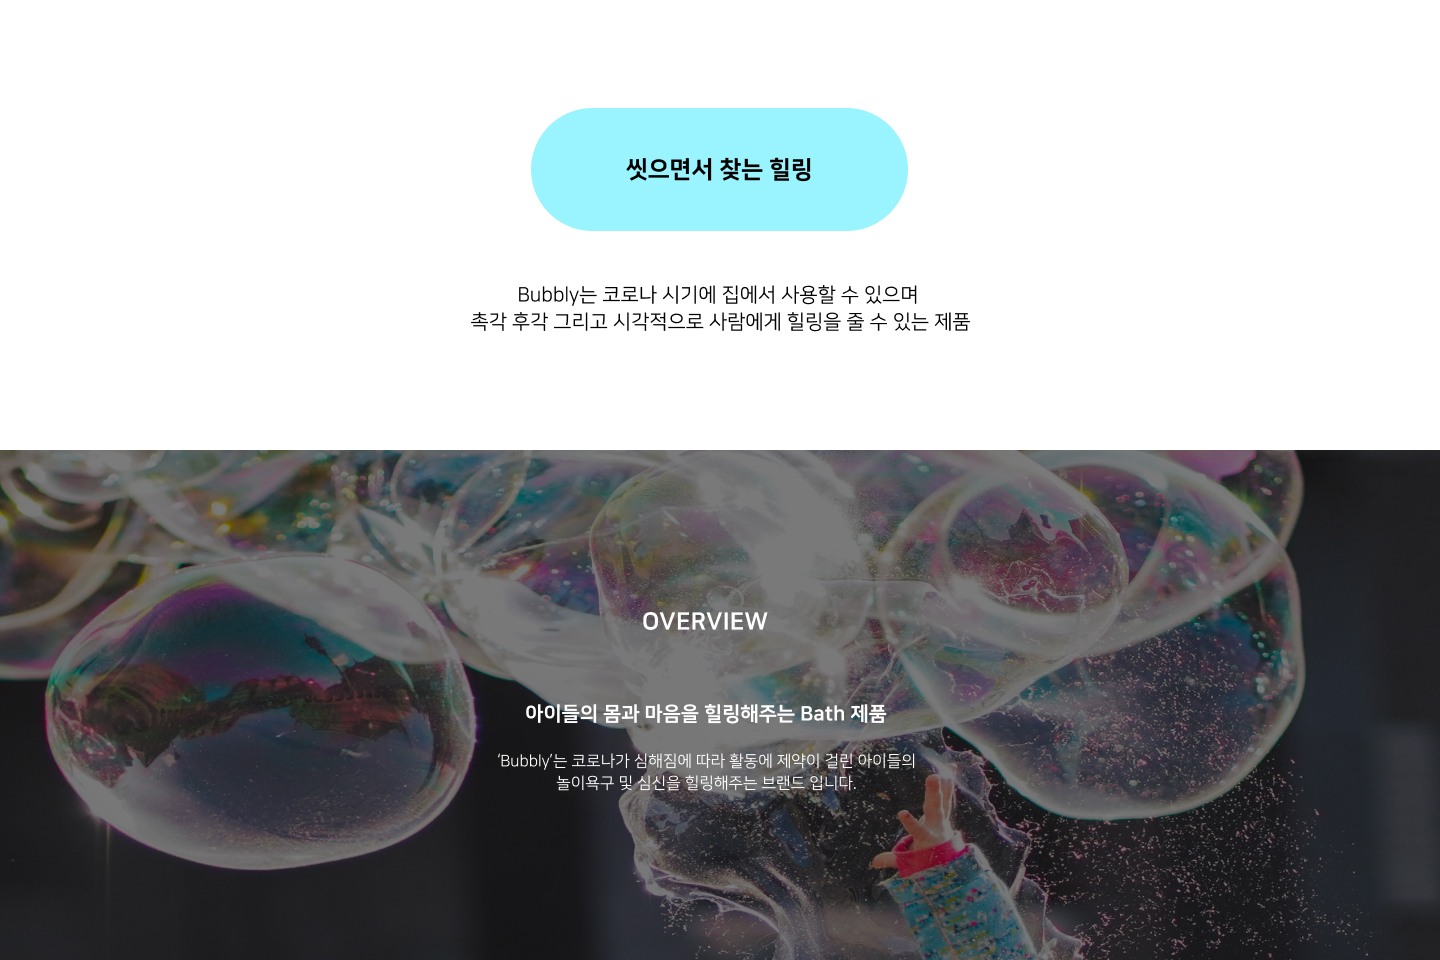 씻으면서 찾는 힐링
Bubbly는 코로나 시기에 집에서 사용할 수 있으며
촉각 후각 그리고 시각적으로 사람에게 힐링을 줄 수 있는 제품
OVERVIEW
아이들의 몸과 마음을 힐링해주는 Bath 제품
‘Bubbly’는 코로나가 심해짐에 따라 활동에 제약이 걸린 아이들의
놀이욕구 및 심신을 힐링해주는 브랜드 입니다.